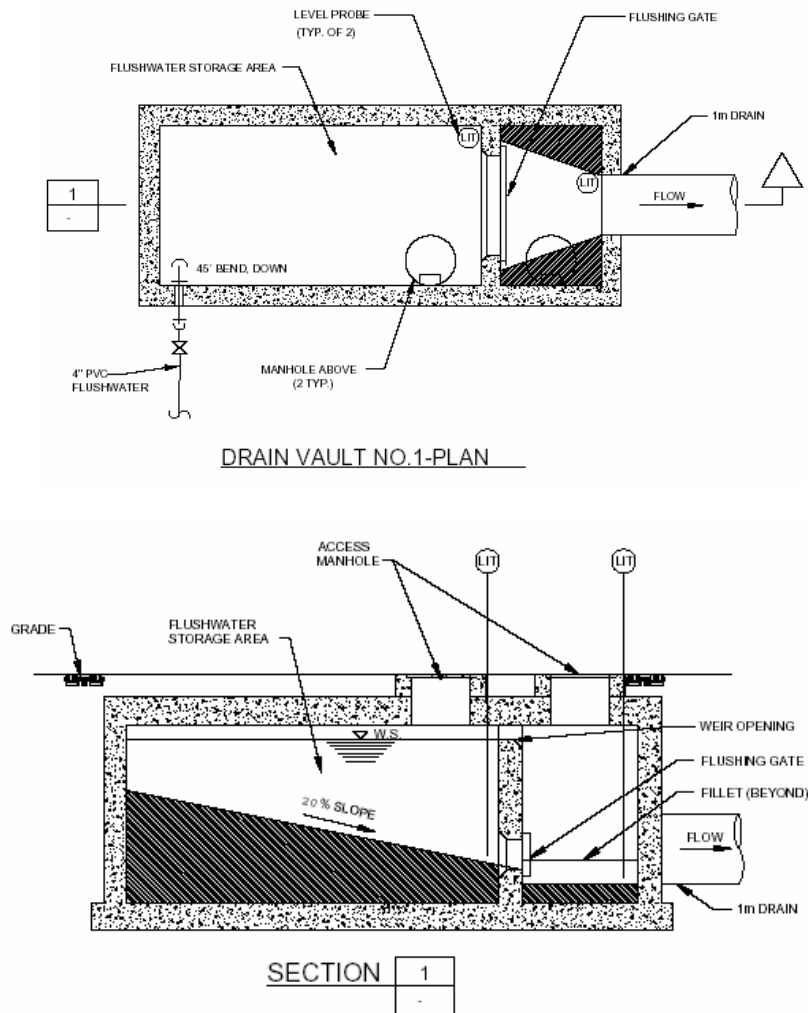 LEVEL PROBE
(TYP. OF 2)
FLUSHING GATE
FLUSHWATER STORAGE AREA
1m DRAIN
LIT
LIT
1
-
FLOW
45° BEND, DOWN
4" PVC
FLUSHWATER
MANHOLE ABOVE
(2 TYP.)
DRAIN VAULT NO.1-PLAN
ACCESS
MANHOLE
LIT
LIT
GRADE
FLUSHWATER
STORAGE AREA
W.S.
WEIR OPENING
FLUSHING GATE
FILLET (BEYOND)
20% SLOPE
FLOW
1m DRAIN
SECTION
1
-